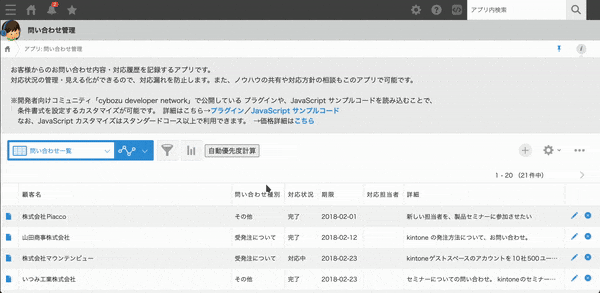 2
アプリ内検索
問い合わせ管理
アプリ: 問い合わせ管理
お客様からのお問い合わせ内容・対応履歴を記録するアプリです。
対応状況の管理・見える化ができるので、対応漏れを防止します。また、ノウハウの共有や対応方針の相談もこのアプリで可能です。
※開発者向けコミュニティ「cybozu developer network」で公開している プラグインや、JavaScript サンプルコードを読み込むことで、
条件書式を設定するカスタマイズが可能です。 詳細はこちら→プラグイン／JavaScript サンプルコード
なお、JavaScript カスタマイズはスタンダードコース以上で利用できます。 →価格詳細はこちら
問い合わせ一覧 自動優先度計算
1 - 20 (21件中)
顧客名 問い合わせ種別 対応状況 期限 対応担当者 詳細
株式会社Piacco その他 完了 2018-02-01 新しい担当者を、製品セミナーに参加させたい
山田商事株式会社 受発注について 完了 2018-02-12 kintone の発注方法について、お問い合わせ。
株式会社マウンテンビュー 受発注について 対応中 2018-02-23 kintoneゲストスペースのアカウントを10社500ユー…
いつみ工業株式会社 その他 完了 2018-02-23 セミナーについての問い合わせ。 kintoneのセミナー…